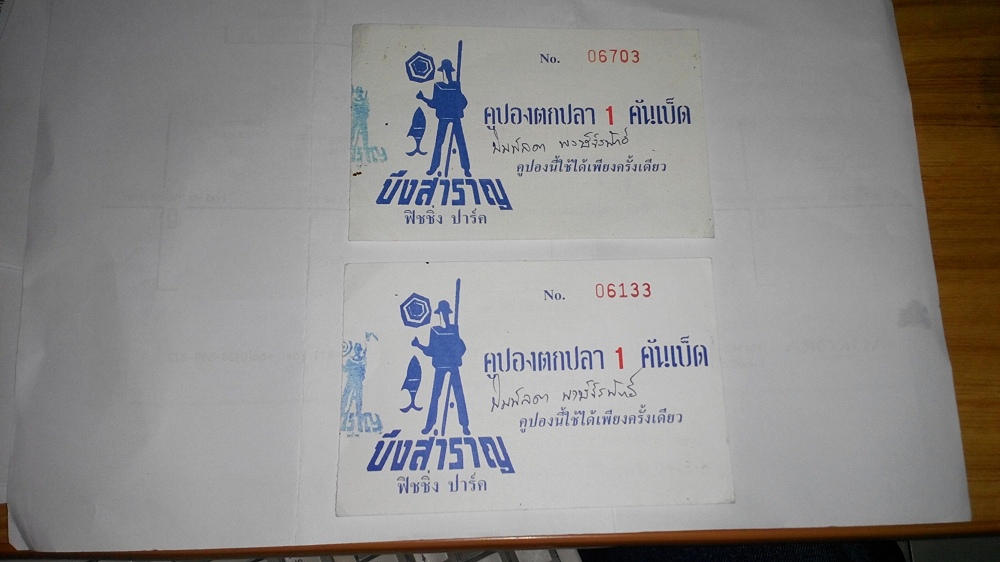 No. 06703
คูปองตกปลา 1 คันเบ็ด
คูปองนี้ใช้ได้เพียงครั้งเดียว
บึงสำราญ
ฟิชชิ่ง ปาร์ค
No. 06133
คูปองตกปลา 1 คันเบ็ด
คูปองนี้ใช้ได้เพียงครั้งเดียว
บึงสำราญ
ฟิชชิ่ง ปาร์ค